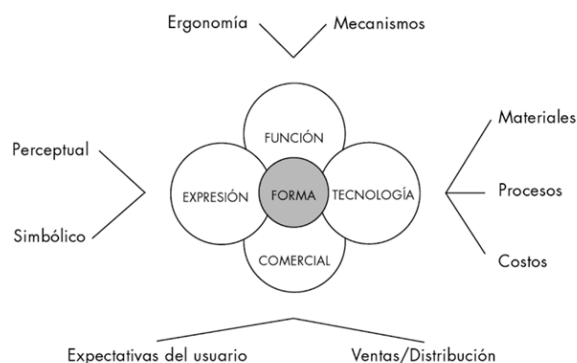 Ergonomía
Mecanismos
FUNCIÓN
Materiales
Perceptual
EXPRESIÓN
FORMA
TECNOLOGÍA
Procesos
Simbólico
COMERCIAL
Costos
Expectativas del usuario
Ventas/Distribución